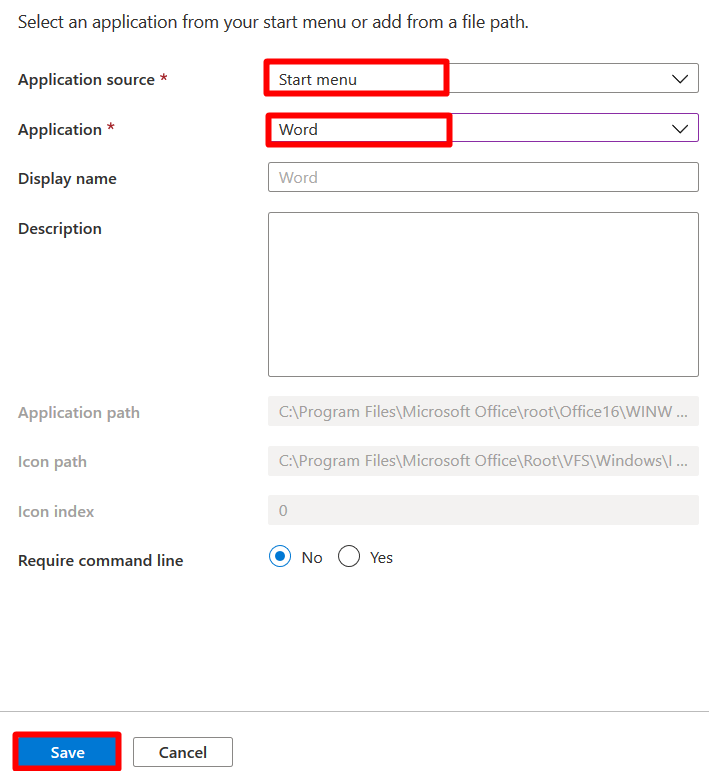 Select an application from your start menu or add from a file path.
Application source * Start menu
Application * Word
Display name Word
Description
Application path C:\Program Files\Microsoft Office\root\Office16\WINW ...
Icon path C:\Program Files\Microsoft Office\Root\VFS\Windows\I ...
Icon index 0
Require command line No Yes
Save Cancel